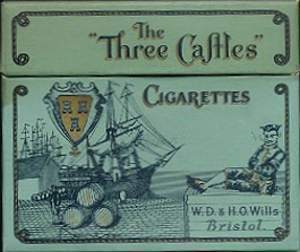 The
"Three Castles"
CIGARETTES
W.D. & H.O. Wills
Bristol.